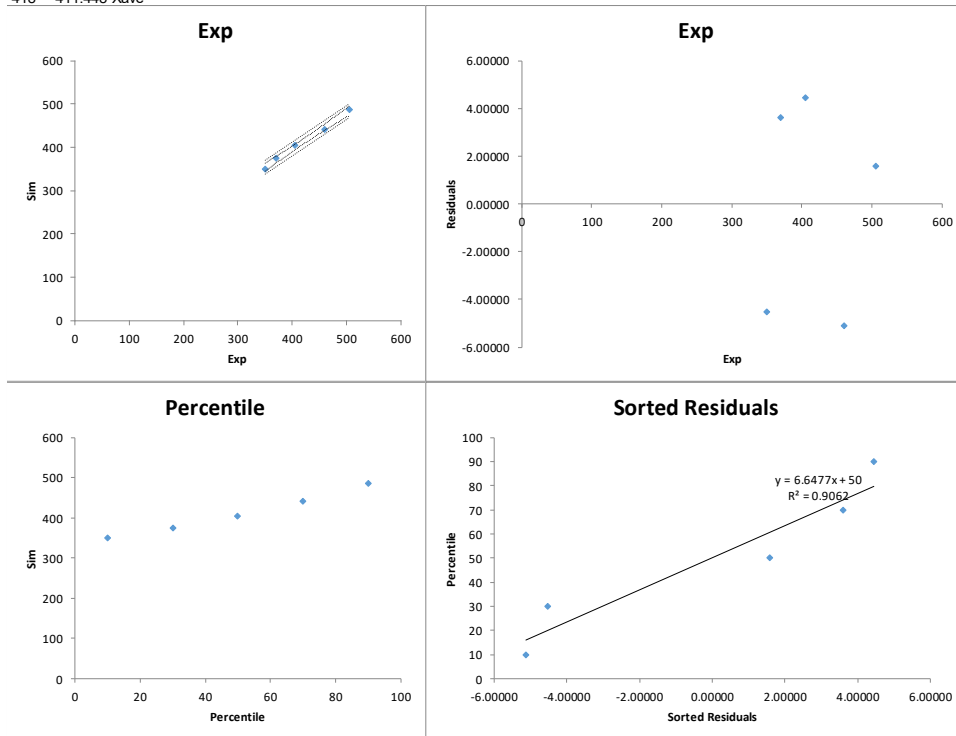 Exp
600
500
400
300
200
100
0
Sim
0 100 200 300 400 500 600
Exp
Exp
6.00000
4.00000
2.00000
0.00000
-2.00000
-4.00000
-6.00000
Residuals
0 100 200 300 400 500 600
Exp
Percentile
600
500
400
300
200
100
0
Sim
0 20 40 60 80 100
Percentile
Sorted Residuals
100
90
80
70
60
50
40
30
20
10
0
Percentile
y = 6.6477x + 50
R² = 0.9062
-6.00000 -4.00000 -2.00000 0.00000 2.00000 4.00000 6.00000
Sorted Residuals